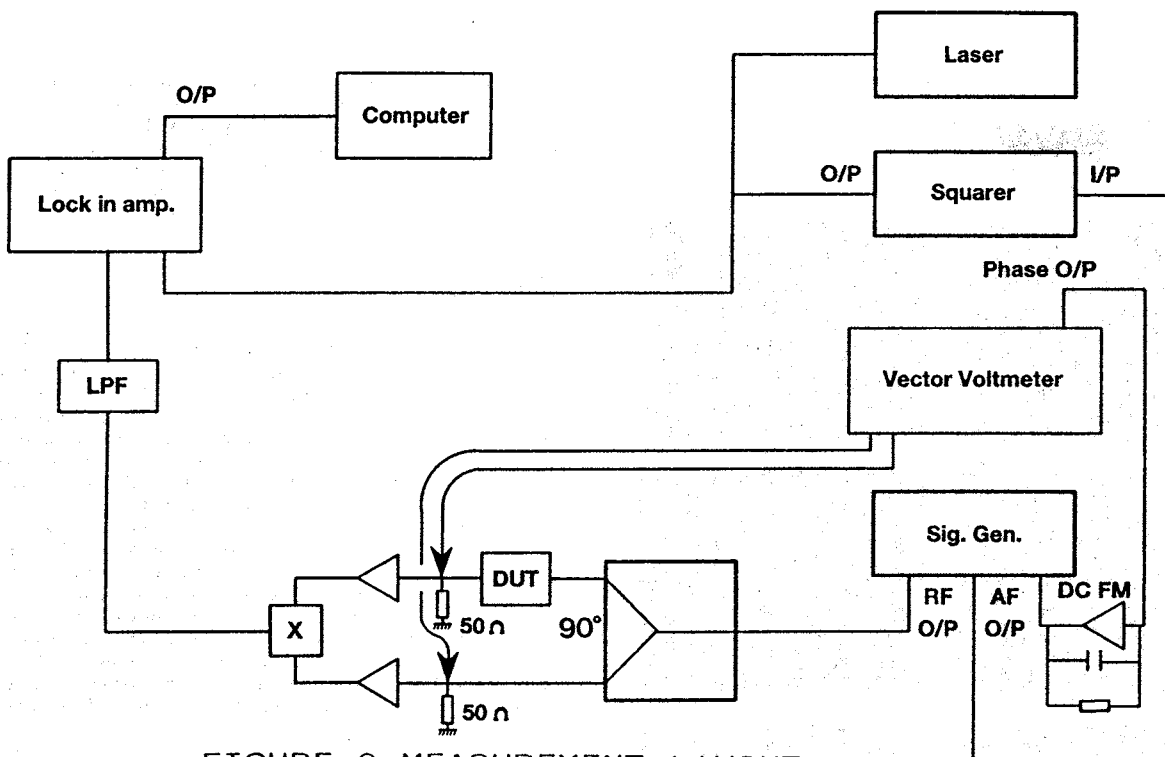 Laser
O/P
Computer
O/P
Squarer
I/P
Lock in amp.
Phase O/P
Vector Voltmeter
LPF
Sig. Gen.
DUT
RF
O/P
AF
O/P
DC FM
X
50 Ω
90°
50 Ω